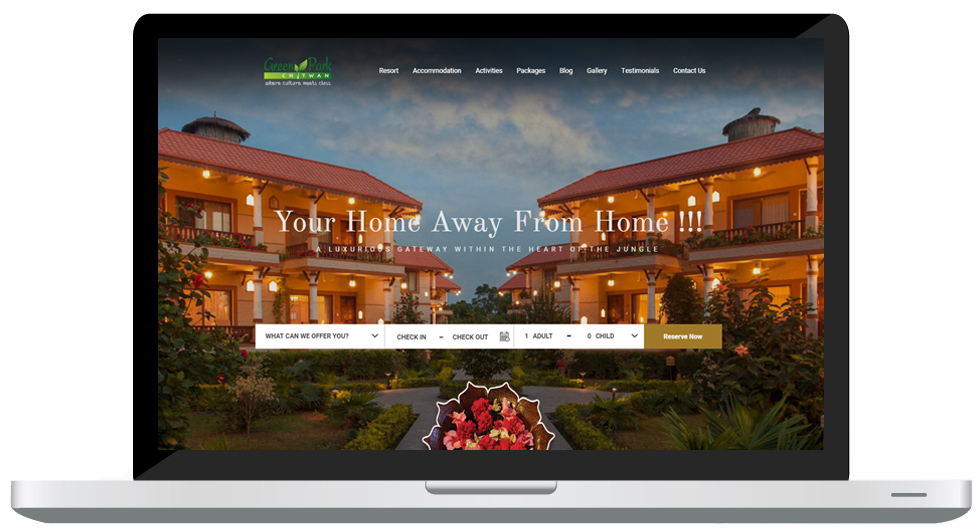 Green Park
CHITWAN
where culture meets class
Resort Accommodation Activities Packages Blog Gallery Testimonials Contact Us
Your Home Away From Home !!!
A LUXURIOUS GATEWAY WITHIN THE HEART OF THE JUNGLE
WHAT CAN WE OFFER YOU? CHECK IN – CHECK OUT 1 ADULT – 0 CHILD Reserve Now